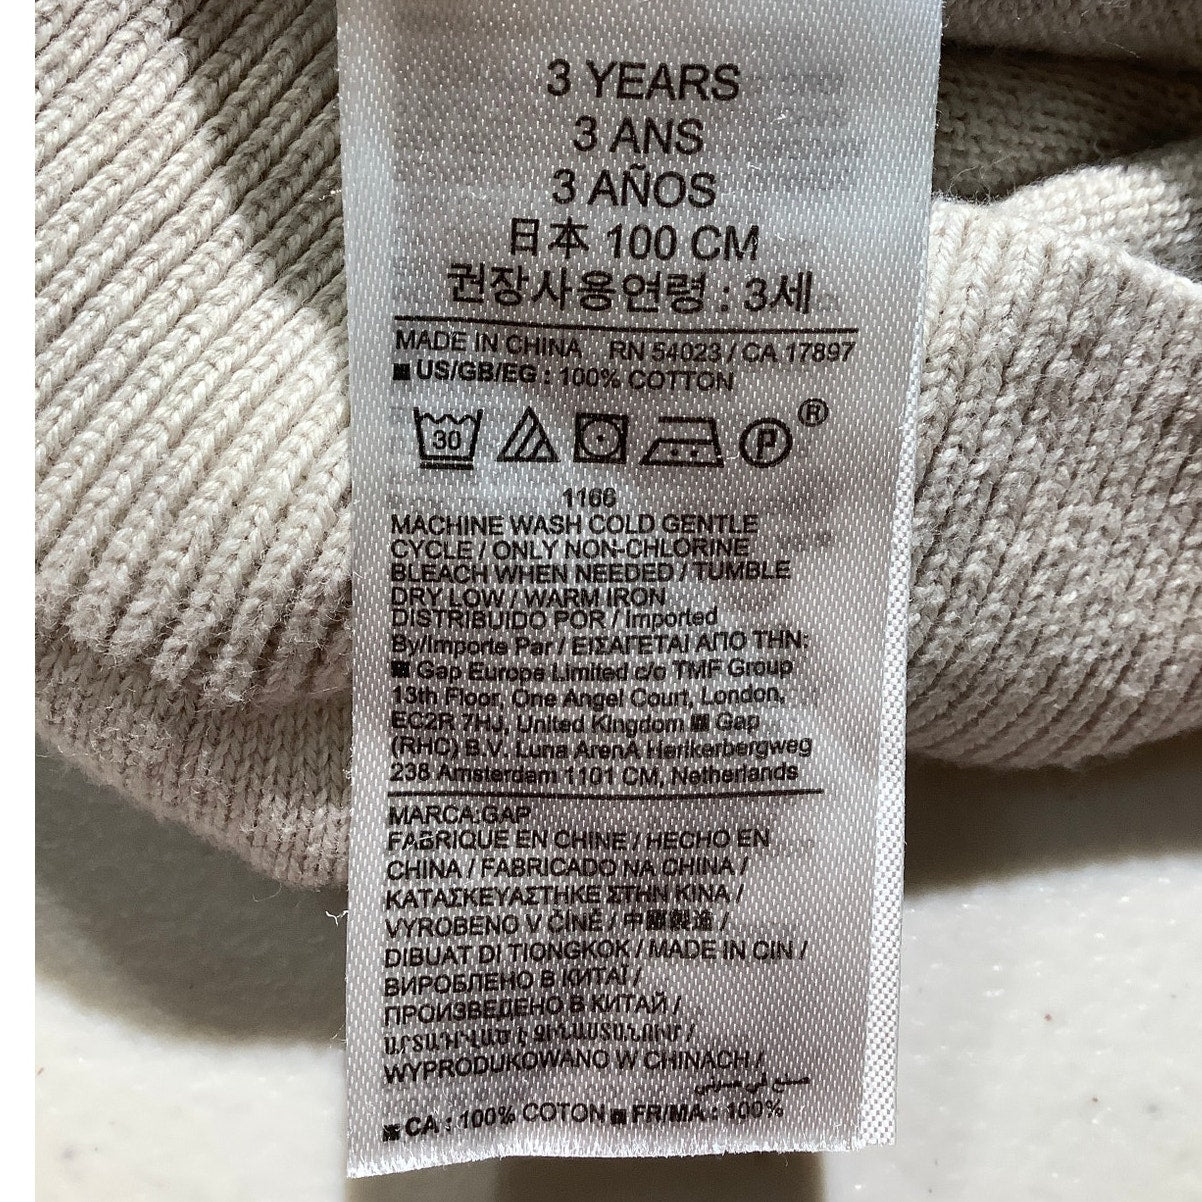 3 YEARS
3 ANS
3 AÑOS
日本 100 CM
권장사용연령 : 3세
MADE IN CHINA RN 54023 / CA 17897
US/GB/EG : 100% COTTON
30 P ®
1166
MACHINE WASH COLD GENTLE
CYCLE / ONLY NON-CHLORINE
BLEACH WHEN NEEDED / TUMBLE
DRY LOW / WARM IRON
DISTRIBUIDO POR / Imported
By/Importe Par / ΕΙΣΑΓΕΤΑΙ ΑΠΟ ΤΗΝ:
Gap Europe Limited c/o TMF Group
13th Floor, One Angel Court, London,
EC2R 7HJ, United Kingdom Gap
(RHC) B.V. Luna ArenA Herikerbergweg
238 Amsterdam 1101 CM, Netherlands
MARCA:GAP
FABRIQUE EN CHINE / HECHO EN
CHINA / FABRICADO NA CHINA /
ΚΑΤΑΣΚΕΥΑΣΤΗΚΕ ΣΤΗΝ ΚΙΝΑ /
VYROBENO V ČÍNĚ / 中國製造 /
DIBUAT DI TIONGKOK / MADE IN CIN /
ВИРОБЛЕНО В КИТАЇ /
ПРОИЗВЕДЕНО В КИТАЙ /
ԱՐՏԱԴՐՎԱԾ Է ՉԻՆԱՍՏԱՆՈՒՄ /
WYPRODUKOWANO W CHINACH /
صنع في صيني
CA : 100% COTON FR/MA : 100%